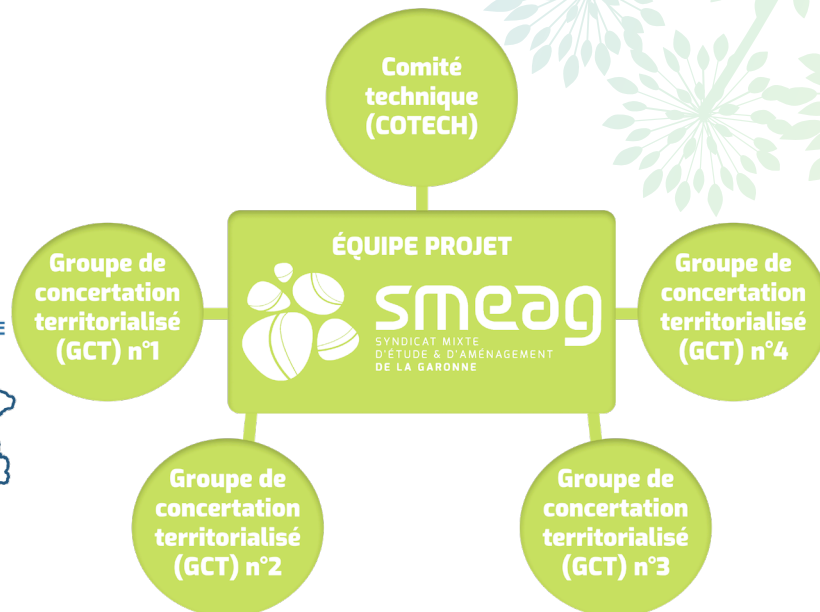 Comité
technique
(COTECH)
ÉQUIPE PROJET
smeag
SYNDICAT MIXTE
D'ÉTUDE & D'AMÉNAGEMENT
DE LA GARONNE
Groupe de
concertation
territorialisé
(GCT) n°1
Groupe de
concertation
territorialisé
(GCT) n°4
E
Groupe de
concertation
territorialisé
(GCT) n°2
Groupe de
concertation
territorialisé
(GCT) n°3